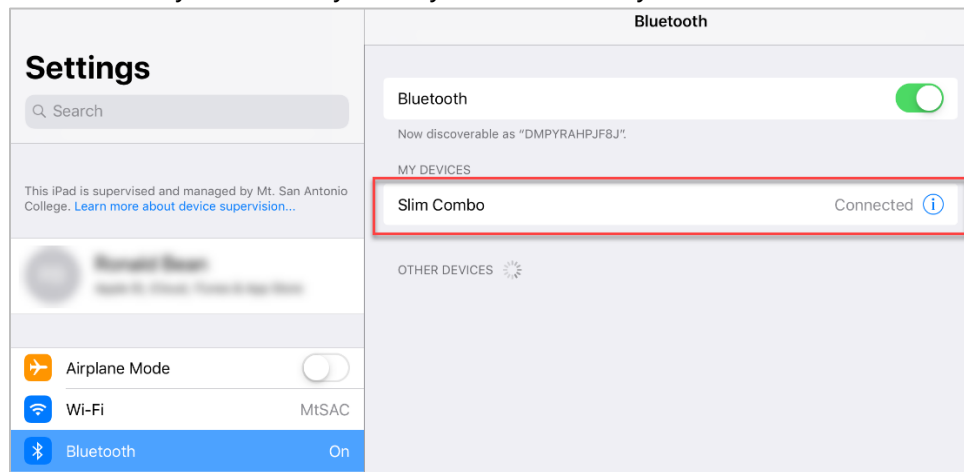 Bluetooth
Settings
Search
This iPad is supervised and managed by Mt. San Antonio
College. Learn more about device supervision...
Airplane Mode
Wi-Fi MtSAC
Bluetooth On
Bluetooth
Now discoverable as “DMPYRAHPJF8J”.
MY DEVICES
Slim Combo Connected
OTHER DEVICES